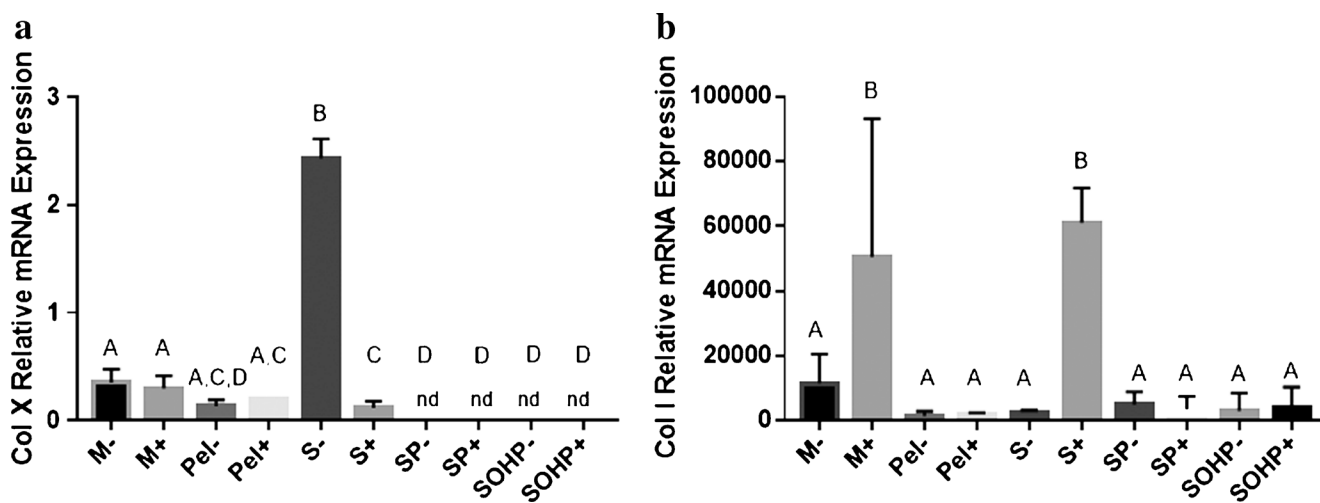 a
Col X Relative mRNA Expression
3
2
1
0
B
A
A
A,C,D
A,C
C
D
D
D
D
nd
nd
nd
nd
M-
M+
Pel-
Pel+
S-
S+
SP-
SP+
SOHP-
SOHP+
b
Col I Relative mRNA Expression
100000
80000
60000
40000
20000
0
A
B
A
A
A
B
A
A
A
A
M-
M+
Pel-
Pel+
S-
S+
SP-
SP+
SOHP-
SOHP+